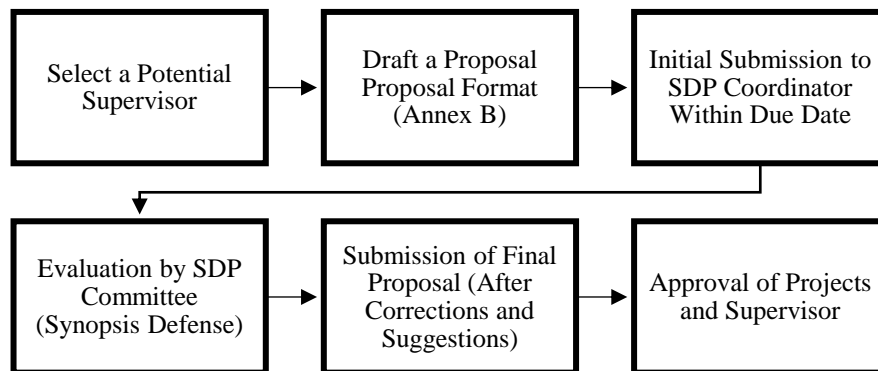 Select a Potential
Supervisor
Draft a Proposal
Proposal Format
(Annex B)
Initial Submission to
SDP Coordinator
Within Due Date
Evaluation by SDP
Committee
(Synopsis Defense)
Submission of Final
Proposal (After
Corrections and
Suggestions)
Approval of Projects
and Supervisor